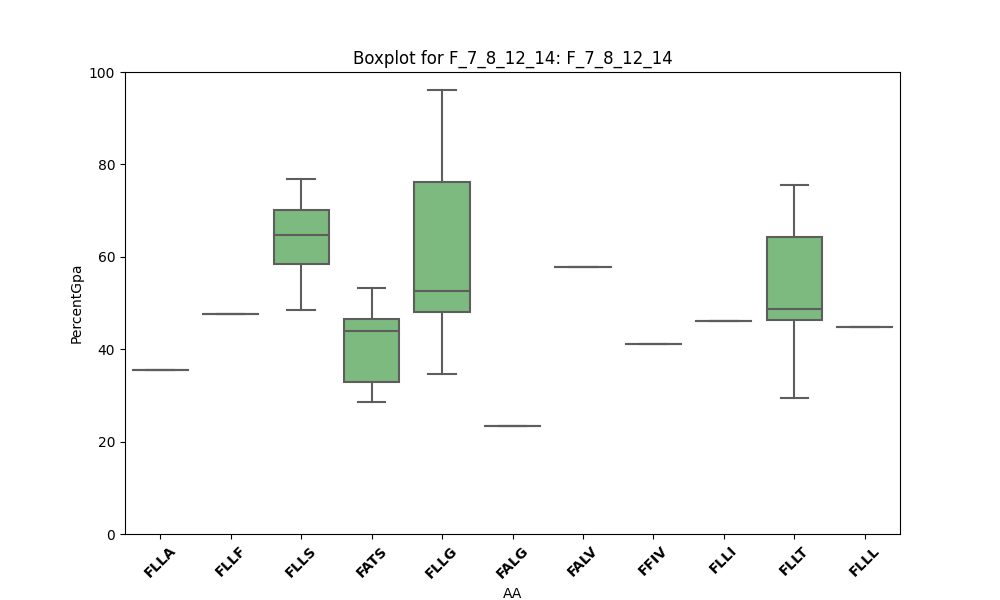 Boxplot for F_7_8_12_14: F_7_8_12_14
100
80
60
40
20
0
PercentGpa
FLLA
FLLF
FLLS
FATS
FLLG
FALG
FALV
FFIV
FLLI
FLLT
FLLL
AA